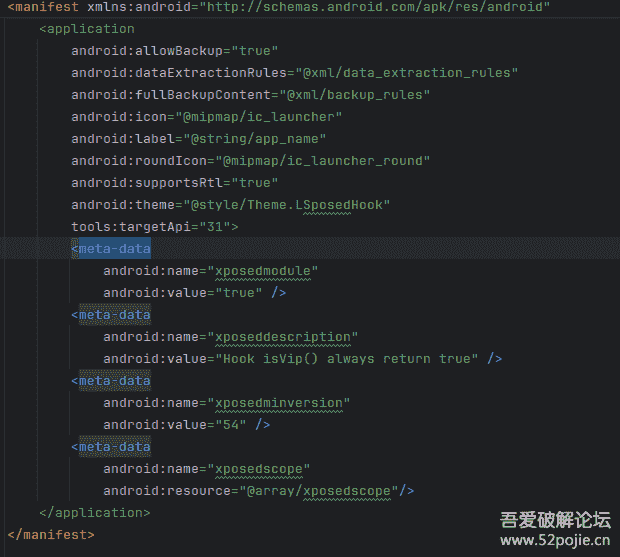 <manifest xmlns:android="http://schemas.android.com/apk/res/android"
<application
android:allowBackup="true"
android:dataExtractionRules="@xml/data_extraction_rules"
android:fullBackupContent="@xml/backup_rules"
android:icon="@mipmap/ic_launcher"
android:label="@string/app_name"
android:roundIcon="@mipmap/ic_launcher_round"
android:supportsRtl="true"
android:theme="@style/Theme.LSposedHook"
tools:targetApi="31">
<meta-data
android:name="xposedmodule"
android:value="true" />
<meta-data
android:name="xposeddescription"
android:value="Hook isVip() always return true" />
<meta-data
android:name="xposedminversion"
android:value="54" />
<meta-data
android:name="xposedscope"
android:resource="@array/xposedscope"/>
</application>
</manifest>
吾爱破解论坛
www.52pojie.cn